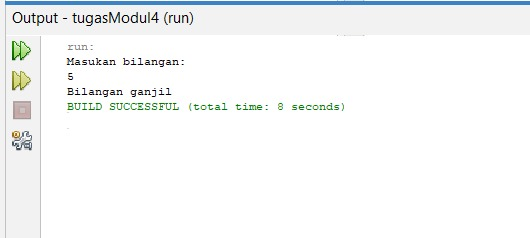 Output - tugasModul4 (run)
run:
Masukan bilangan:
5
Bilangan ganjil
BUILD SUCCESSFUL (total time: 8 seconds)